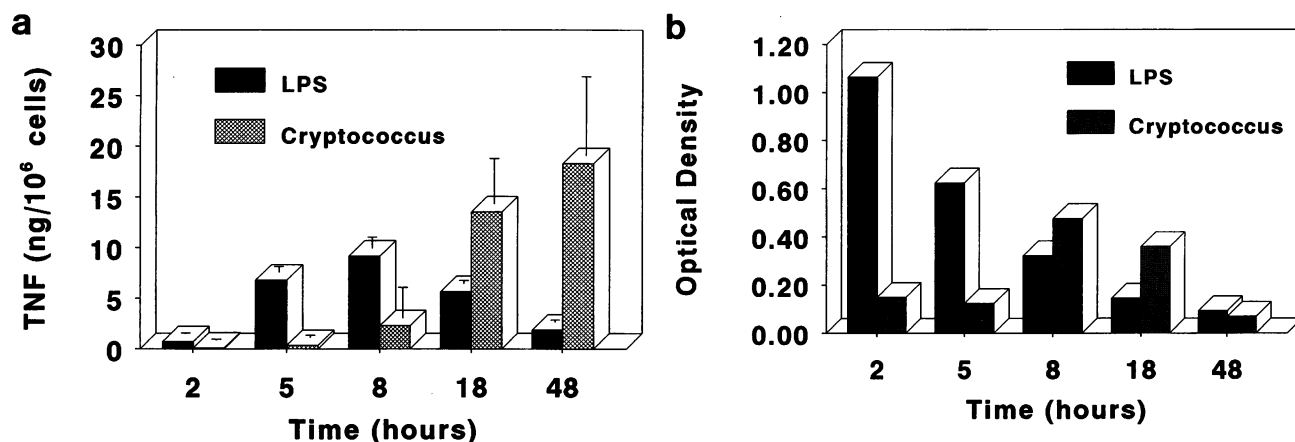 a
30
25
20
15
10
5
0
TNF (ng/10⁶ cells)
LPS
Cryptococcus
2 5 8 18 48
Time (hours)
b
1.20
1.00
0.80
0.60
0.40
0.20
0.00
Optical Density
LPS
Cryptococcus
2 5 8 18 48
Time (hours)